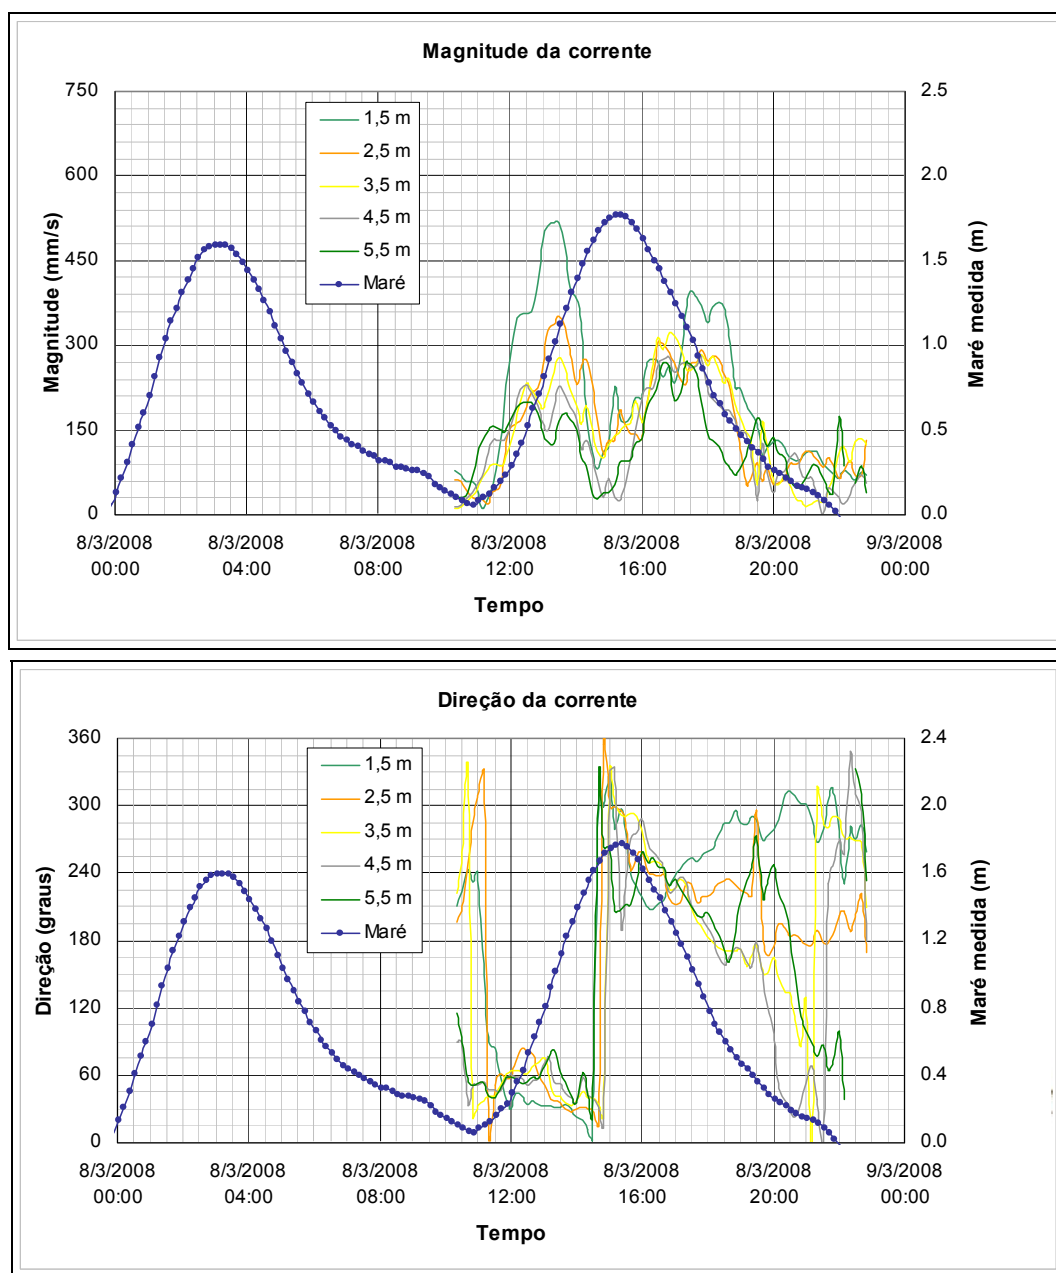 Magnitude da corrente
Magnitude (mm/s)
750
600
450
300
150
0
1,5 m
2,5 m
3,5 m
4,5 m
5,5 m
Maré
2.5
2.0
1.5
1.0
0.5
0.0
Maré medida (m)
8/3/2008 8/3/2008 8/3/2008 8/3/2008 8/3/2008 8/3/2008 9/3/2008
00:00 04:00 08:00 12:00 16:00 20:00 00:00
Tempo
Direção da corrente
Direção (graus)
360
300
240
180
120
60
0
1,5 m
2,5 m
3,5 m
4,5 m
5,5 m
Maré
2.4
2.0
1.6
1.2
0.8
0.4
0.0
Maré medida (m)
8/3/2008 8/3/2008 8/3/2008 8/3/2008 8/3/2008 8/3/2008 9/3/2008
00:00 04:00 08:00 12:00 16:00 20:00 00:00
Tempo